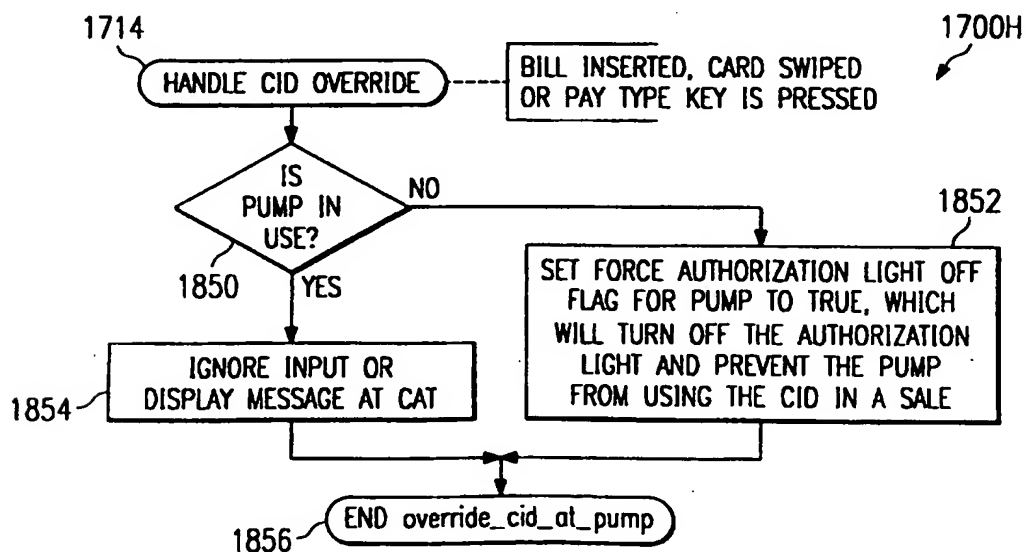 1714
1700H
HANDLE CID OVERRIDE
BILL INSERTED, CARD SWIPED
OR PAY TYPE KEY IS PRESSED
IS
PUMP IN
USE?
NO
1850
YES
1852
SET FORCE AUTHORIZATION LIGHT OFF
FLAG FOR PUMP TO TRUE, WHICH
WILL TURN OFF THE AUTHORIZATION
LIGHT AND PREVENT THE PUMP
FROM USING THE CID IN A SALE
IGNORE INPUT OR
DISPLAY MESSAGE AT CAT
1854
END override_cid_at_pump
1856